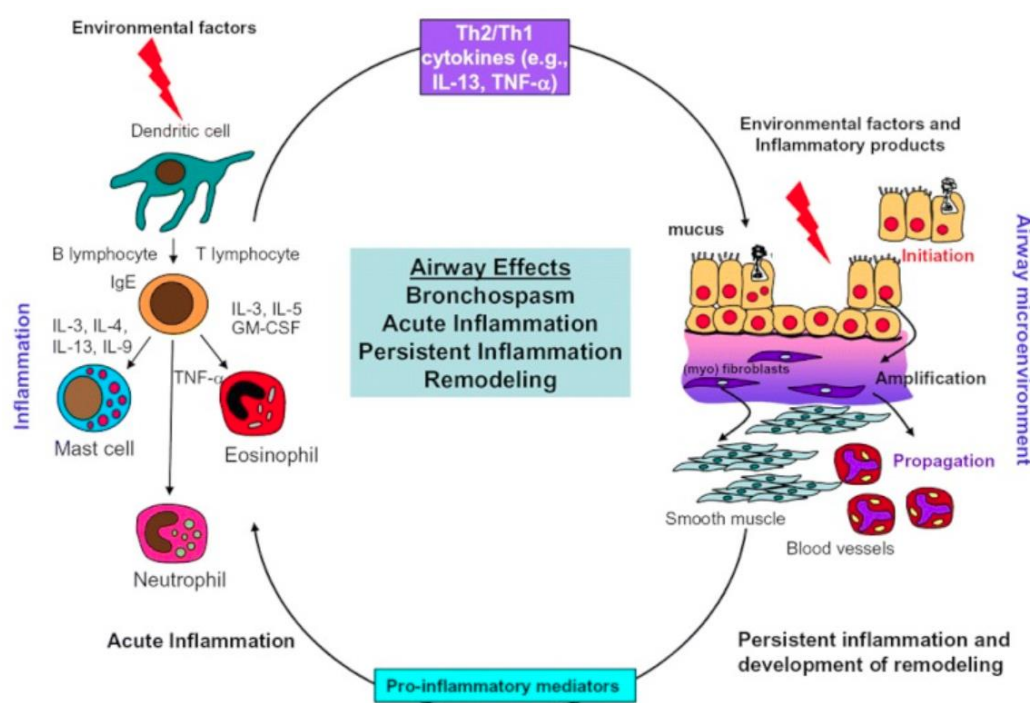 Environmental factors
Dendritic cell
B lymphocyte
T lymphocyte
IgE
IL-3, IL-4,
IL-13, IL-9
IL-3, IL-5
GM-CSF
TNF-α
Mast cell
Eosinophil
Neutrophil
Inflammation
Acute Inflammation
Th2/Th1
cytokines (e.g.,
IL-13, TNF-α)
Airway Effects
Bronchospasm
Acute Inflammation
Persistent Inflammation
Remodeling
Pro-inflammatory mediators
Environmental factors and
Inflammatory products
mucus
Initiation
(myo) fibroblasts
Amplification
Propagation
Smooth muscle
Blood vessels
Airway microenvironment
Persistent inflammation and
development of remodeling